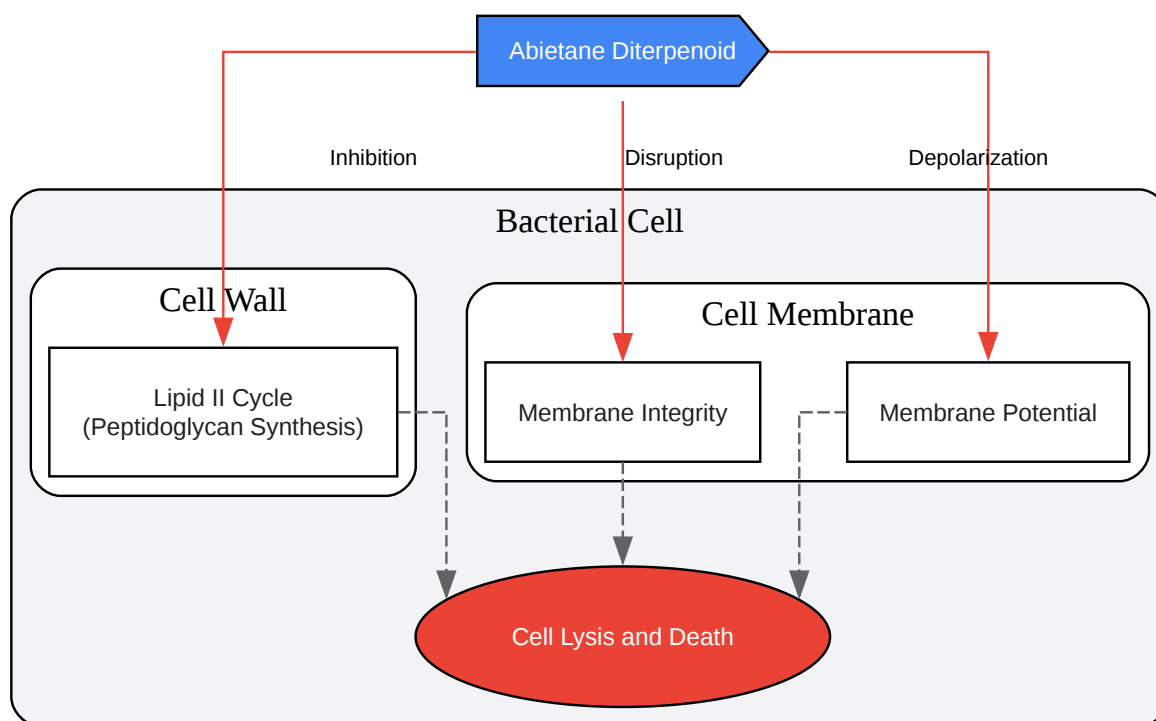 Abietane Diterpenoid
Inhibition
Disruption
Depolarization
Bacterial Cell
Cell Wall
Cell Membrane
Lipid II Cycle
(Peptidoglycan Synthesis)
Membrane Integrity
Membrane Potential
Cell Lysis and Death